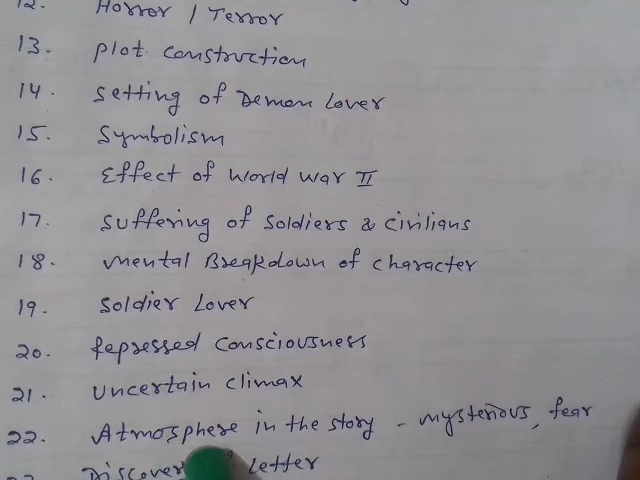 12. Horror / Terror
13. Plot construction
14. Setting of Demon Lover
15. Symbolism
16. Effect of World War II
17. Suffering of Soldiers & Civilians
18. Mental Breakdown of Character
19. Soldier Lover
20. Repressed Consciousness
21. Uncertain Climax
22. Atmosphere in the story - mysterious, fear
Letter